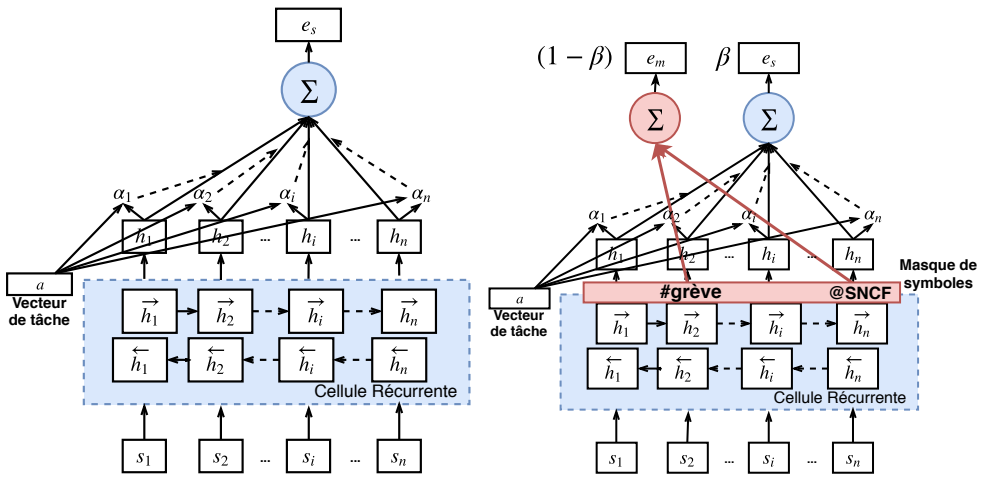 e_s
Σ
α_1 α_2 α_i α_n
h_1 h_2 ... h_i ... h_n
a
Vecteur
de tâche
→h_1 →h_2 →h_i →h_n
←h_1 ←h_2 ←h_i ←h_n
Cellule Récurrente
s_1 s_2 ... s_i ... s_n
(1 − β) e_m β e_s
Σ Σ
α_1 α_2 α_i α_n
h_1 h_2 ... h_i ... h_n
Masque de
symboles
a
#grève @SNCF
Vecteur
de tâche
→h_1 →h_2 →h_i →h_n
←h_1 ←h_2 ←h_i ←h_n
Cellule Récurrente
s_1 s_2 ... s_i ... s_n